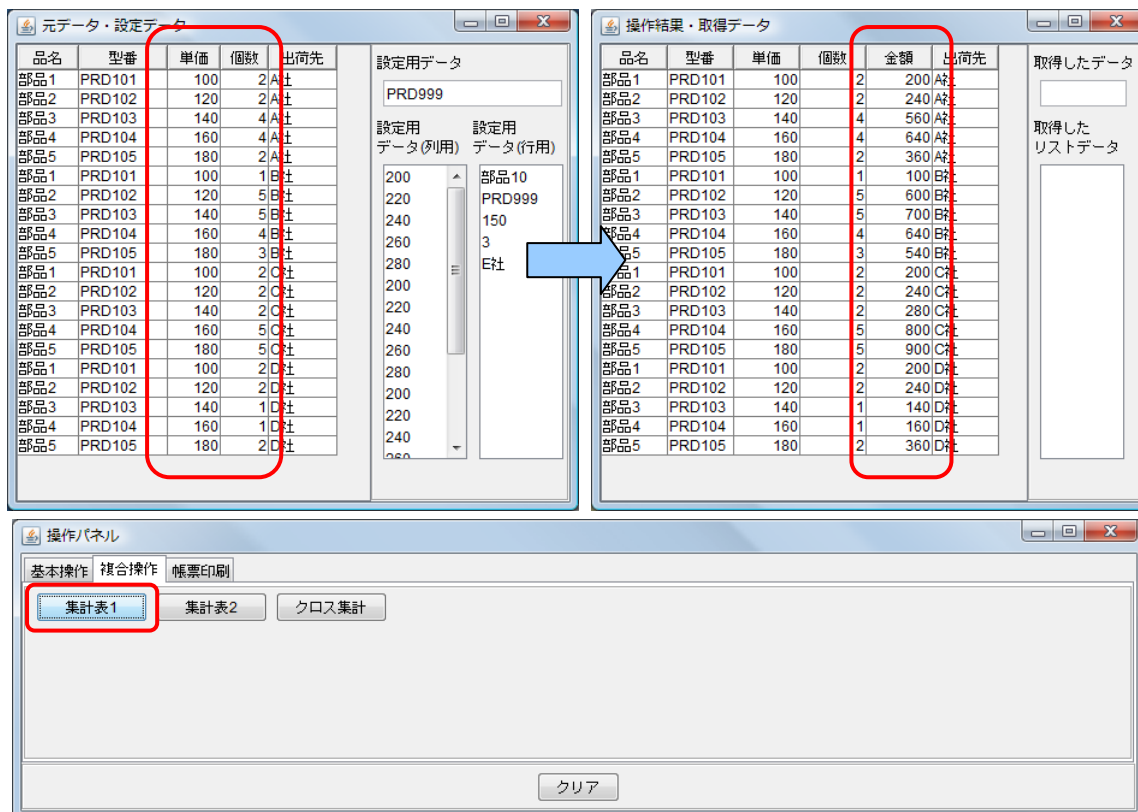 元データ・設定データ
品名 型番 単価 個数 出荷先
部品1 PRD101 100 2 A社
部品2 PRD102 120 2 A社
部品3 PRD103 140 4 A社
部品4 PRD104 160 4 A社
部品5 PRD105 180 2 A社
部品1 PRD101 100 1 B社
部品2 PRD102 120 5 B社
部品3 PRD103 140 5 B社
部品4 PRD104 160 4 B社
部品5 PRD105 180 3 B社
部品1 PRD101 100 2 C社
部品2 PRD102 120 2 C社
部品3 PRD103 140 2 C社
部品4 PRD104 160 5 C社
部品5 PRD105 180 5 C社
部品1 PRD101 100 2 D社
部品2 PRD102 120 2 D社
部品3 PRD103 140 1 D社
部品4 PRD104 160 1 D社
部品5 PRD105 180 2 D社
設定用データ
PRD999
設定用
データ(列用)
200
220
240
260
280
200
220
240
260
280
200
220
240
260
設定用
データ(行用)
部品10
PRD999
150
3
E社
操作結果・取得データ
品名 型番 単価 個数 金額 出荷先
部品1 PRD101 100 2 200 A社
部品2 PRD102 120 2 240 A社
部品3 PRD103 140 4 560 A社
部品4 PRD104 160 4 640 A社
部品5 PRD105 180 2 360 A社
部品1 PRD101 100 1 100 B社
部品2 PRD102 120 5 600 B社
部品3 PRD103 140 5 700 B社
部品4 PRD104 160 4 640 B社
品5 PRD105 180 3 540 B社
部品1 PRD101 100 2 200 C社
部品2 PRD102 120 2 240 C社
部品3 PRD103 140 2 280 C社
部品4 PRD104 160 5 800 C社
部品5 PRD105 180 5 900 C社
部品1 PRD101 100 2 200 D社
部品2 PRD102 120 2 240 D社
部品3 PRD103 140 1 140 D社
部品4 PRD104 160 1 160 D社
部品5 PRD105 180 2 360 D社
取得したデータ
取得した
リストデータ
操作パネル
基本操作 複合操作 帳票印刷
集計表1 集計表2 クロス集計
クリア